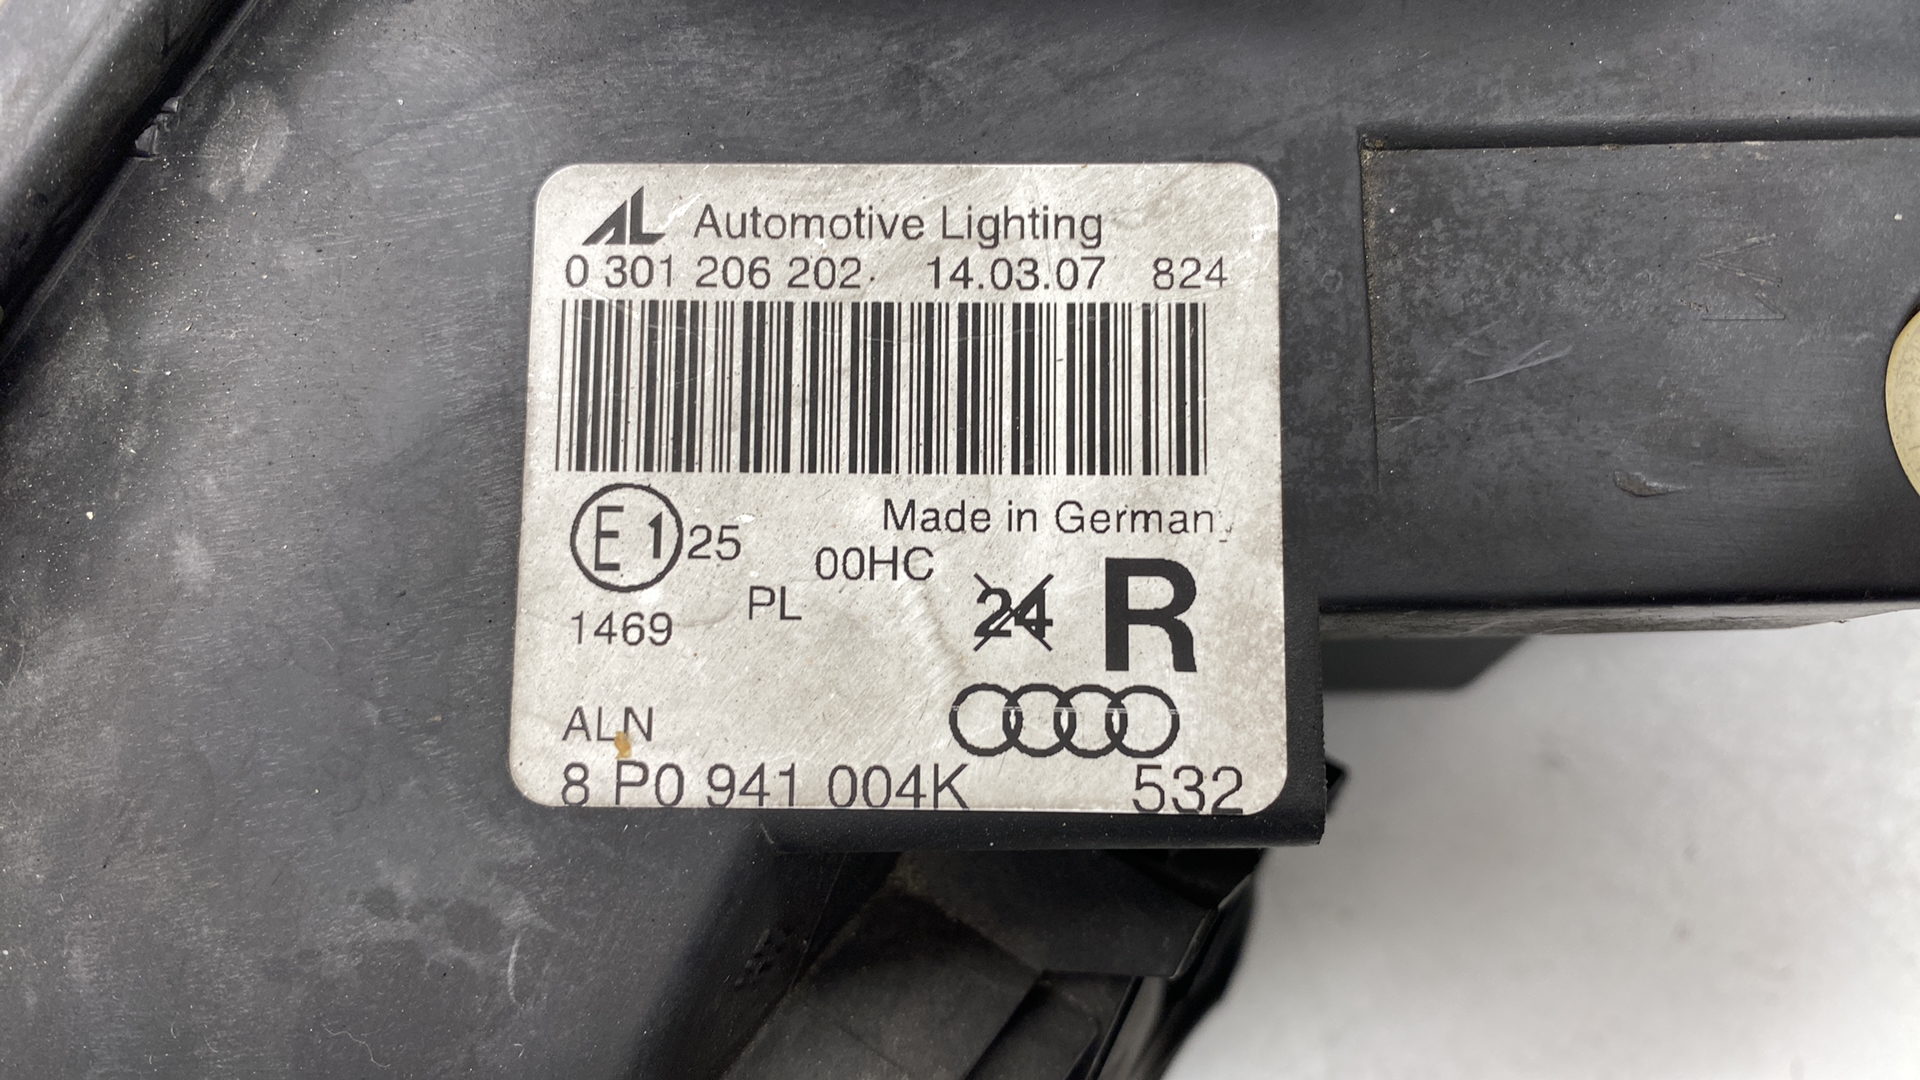 AL Automotive Lighting
0 301 206 202. 14.03.07 824
Made in Germany
E1 25
00HC
PL
24 R
1469
ALN
8 P0 941 004K 532